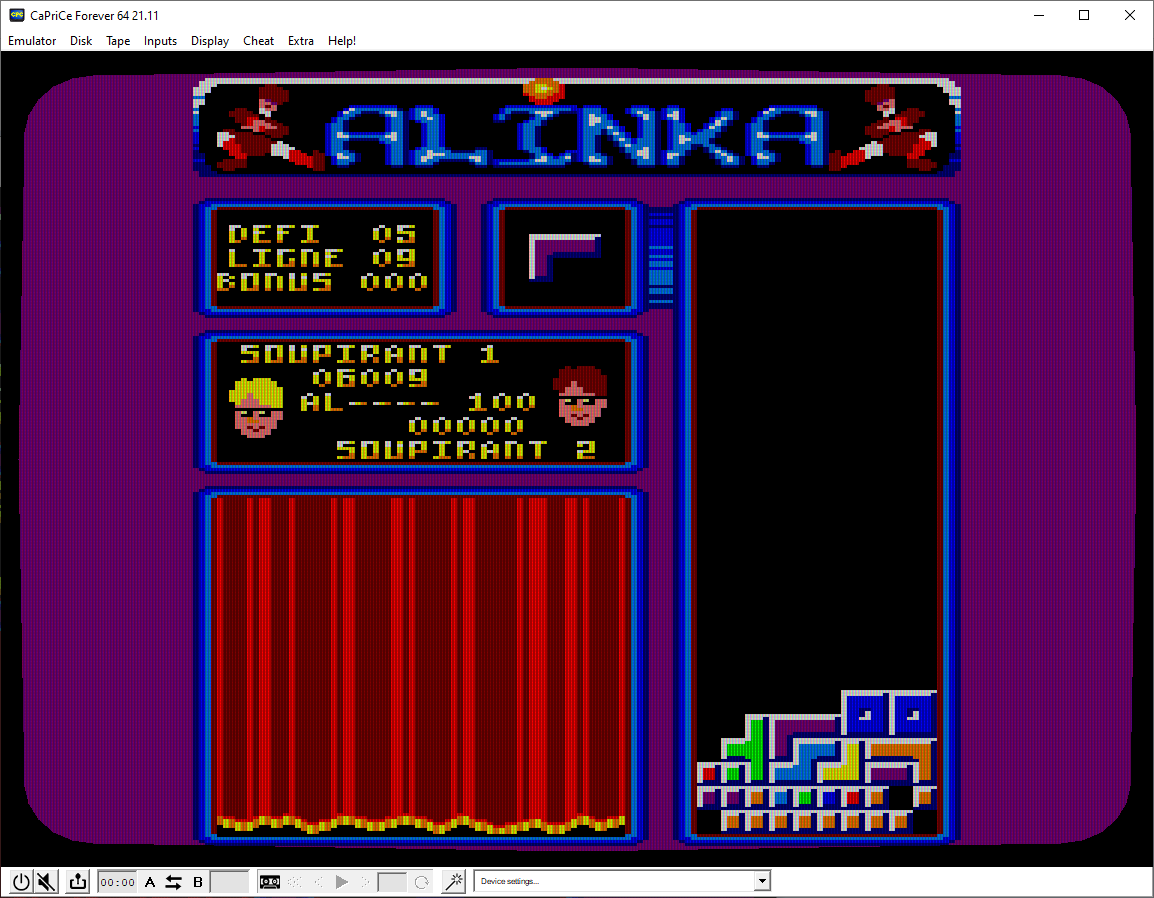 CaPriCe Forever 64 21.11
Emulator Disk Tape Inputs Display Cheat Extra Help!
ALINKA
DEFI 05
LIGNE 09
BONUS 000
SOUPIRANT 1
06009
AL---- 100
00000
SOUPIRANT 2
00:00 A B Device settings...